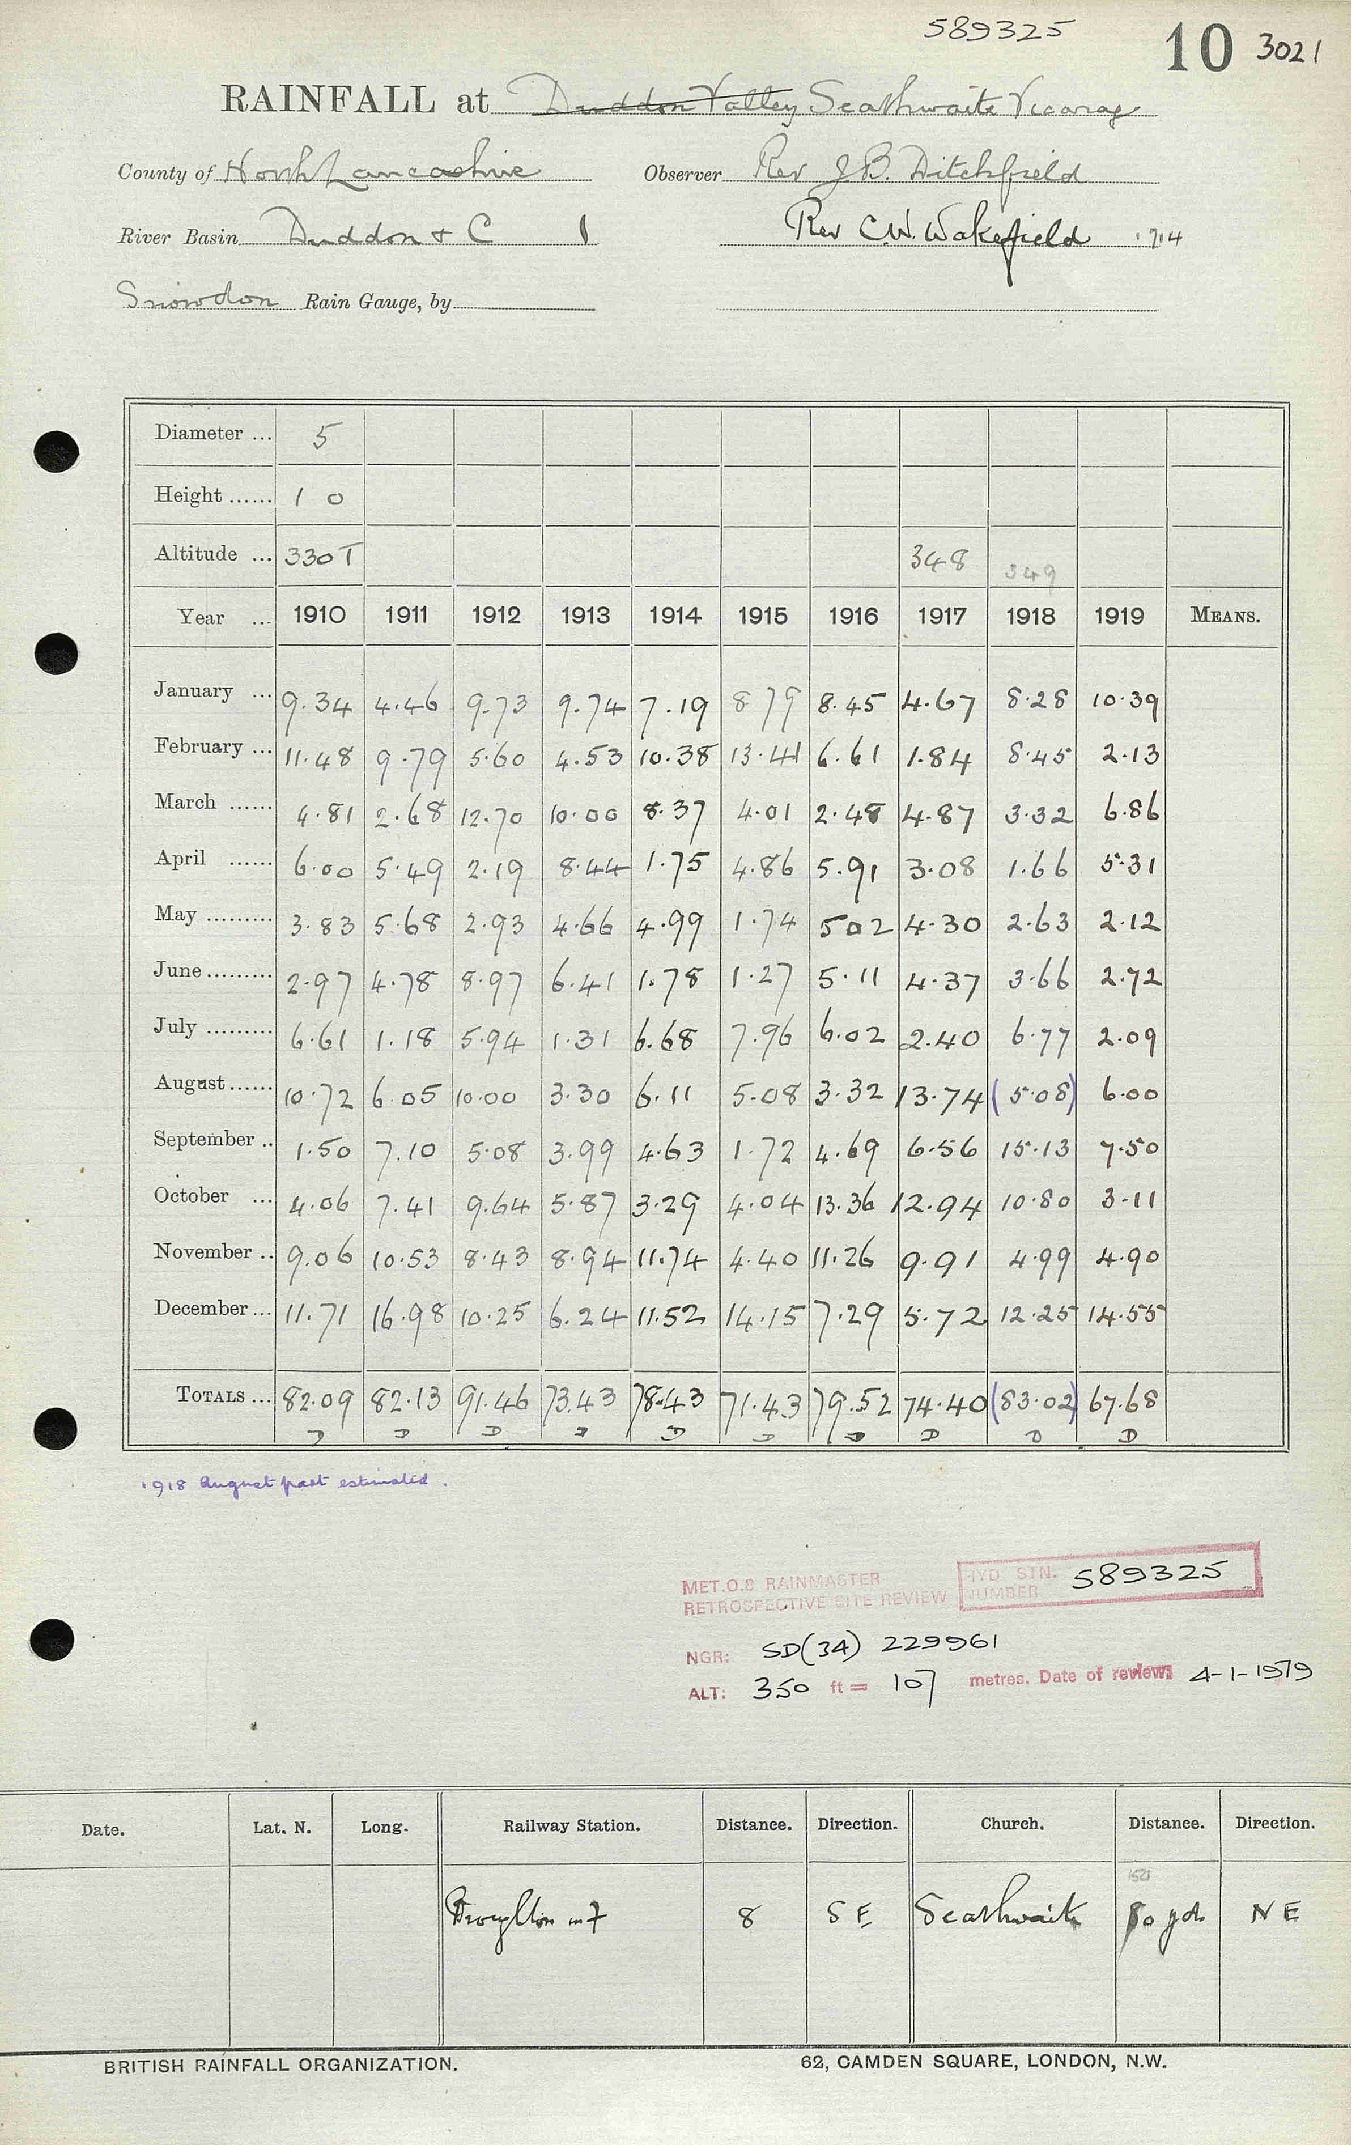 589325
10 3021
RAINFALL at Duddon Valley Seathwaite Vicarage
County of North Lancashire Observer Rev J B. Ditchfield
River Basin Duddon & C 1 Rev C.W. Wakefield 1914
Snowdon Rain Gauge, by
Diameter ... 5
Height ...... 1 0
Altitude ... 330 T 348 349
Year ... 1910 1911 1912 1913 1914 1915 1916 1917 1918 1919 MEANS.
January ... 9.34 4.46 9.73 9.74 7.19 8 79 8.45 4.67 8.28 10.39
February ... 11.48 9.79 5.60 4.53 10.38 13.41 6.61 1.84 8.45 2.13
March ...... 4.81 2.68 12.70 10.00 8.37 4.01 2.48 4.87 3.32 6.86
April ...... 6.00 5.49 2.19 8.44 1.75 4.86 5.91 3.08 1.66 5.31
May ......... 3.83 5.68 2.93 4.66 4.99 1.74 5 02 4.30 2.63 2.12
June ......... 2.97 4.78 8.97 6.41 1.78 1.27 5.11 4.37 3.66 2.72
July ......... 6.61 1.18 5.94 1.31 6.68 7.96 6.02 2.40 6.77 2.09
August ...... 10.72 6.05 10.00 3.30 6.11 5.08 3.32 13.74 (5.08) 6.00
September .. 1.50 7.10 5.08 3.99 4.63 1.72 4.69 6.56 15.13 7.50
October ... 4.06 7.41 9.64 5.87 3.29 4.04 13.36 12.94 10.80 3.11
November .. 9.06 10.53 8.43 8.94 11.74 4.40 11.26 9.91 4.99 4.90
December ... 11.71 16.98 10.25 6.24 11.52 14.15 7.29 5.72 12.25 14.55
TOTALS ... 82.09 82.13 91.46 73.43 78.43 71.43 79.52 74.40 (83.02) 67.68
D D D D D D D D D D
1918 August part estimated.
MET.O.8 RAINMASTER
RETROSPECTIVE SITE REVIEW
HYD STN.
NUMBER 589325
NGR: SD(34) 229961
ALT: 350 ft = 107 metres. Date of review: 4-1-1979
Date. Lat. N. Long. Railway Station. Distance. Direction. Church. Distance. Direction.
150
Broughton in F 8 S E Seathwaite 80 yds N E
BRITISH RAINFALL ORGANIZATION. 62, CAMDEN SQUARE, LONDON, N.W.